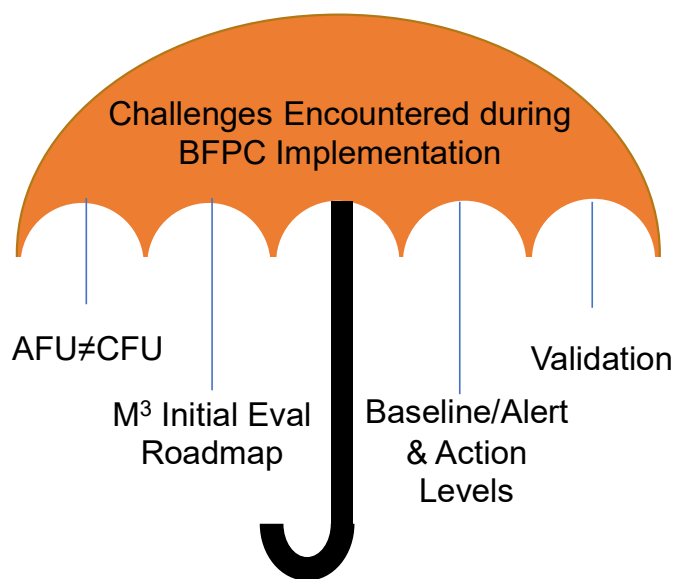 Challenges Encountered during
BFPC Implementation
AFU≠CFU
M³ Initial Eval
Roadmap
Baseline/Alert
& Action
Levels
Validation